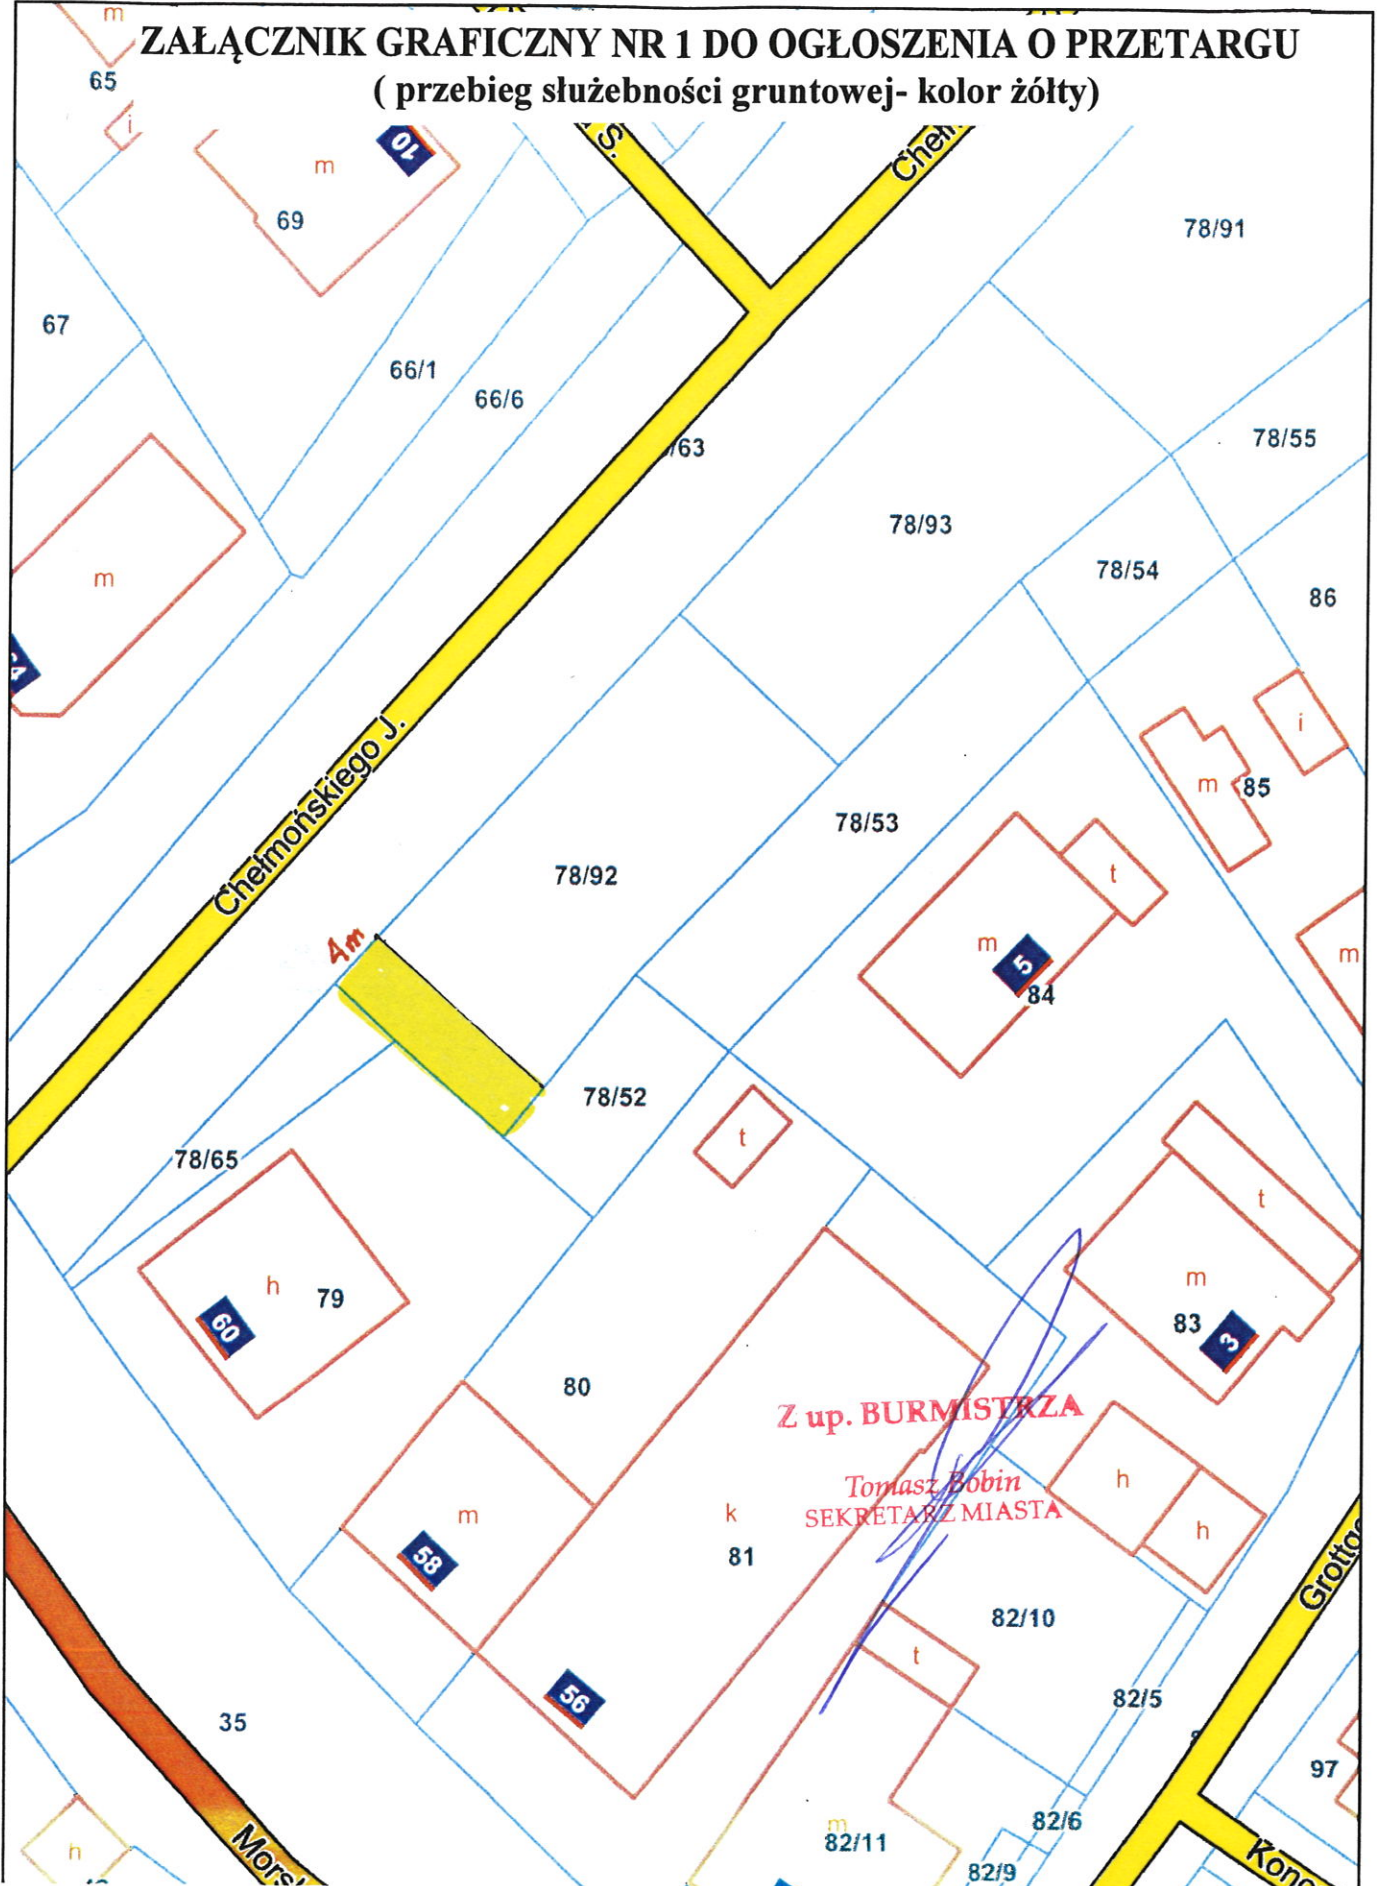 m
ZAŁĄCZNIK GRAFICZNY NR 1 DO OGŁOSZENIA O PRZETARGU
65
( przebieg służebności gruntowej- kolor żółty)
i
10
S.
m
69
78/91
67
66/1
66/6
/63
78/55
78/93
78/54
m
86
i
Chełmońskiego J.
m
85
78/53
78/92
t
4m
m
m
5
84
78/52
t
78/65
t
h
79
m
60
83
3
80
Z up. BURMISTRZA
h
Tomasz Bobin
m
k
SEKRETARZ MIASTA
h
58
81
82/10
t
56
82/5
35
97
82/6
m
82/11
h
82/9